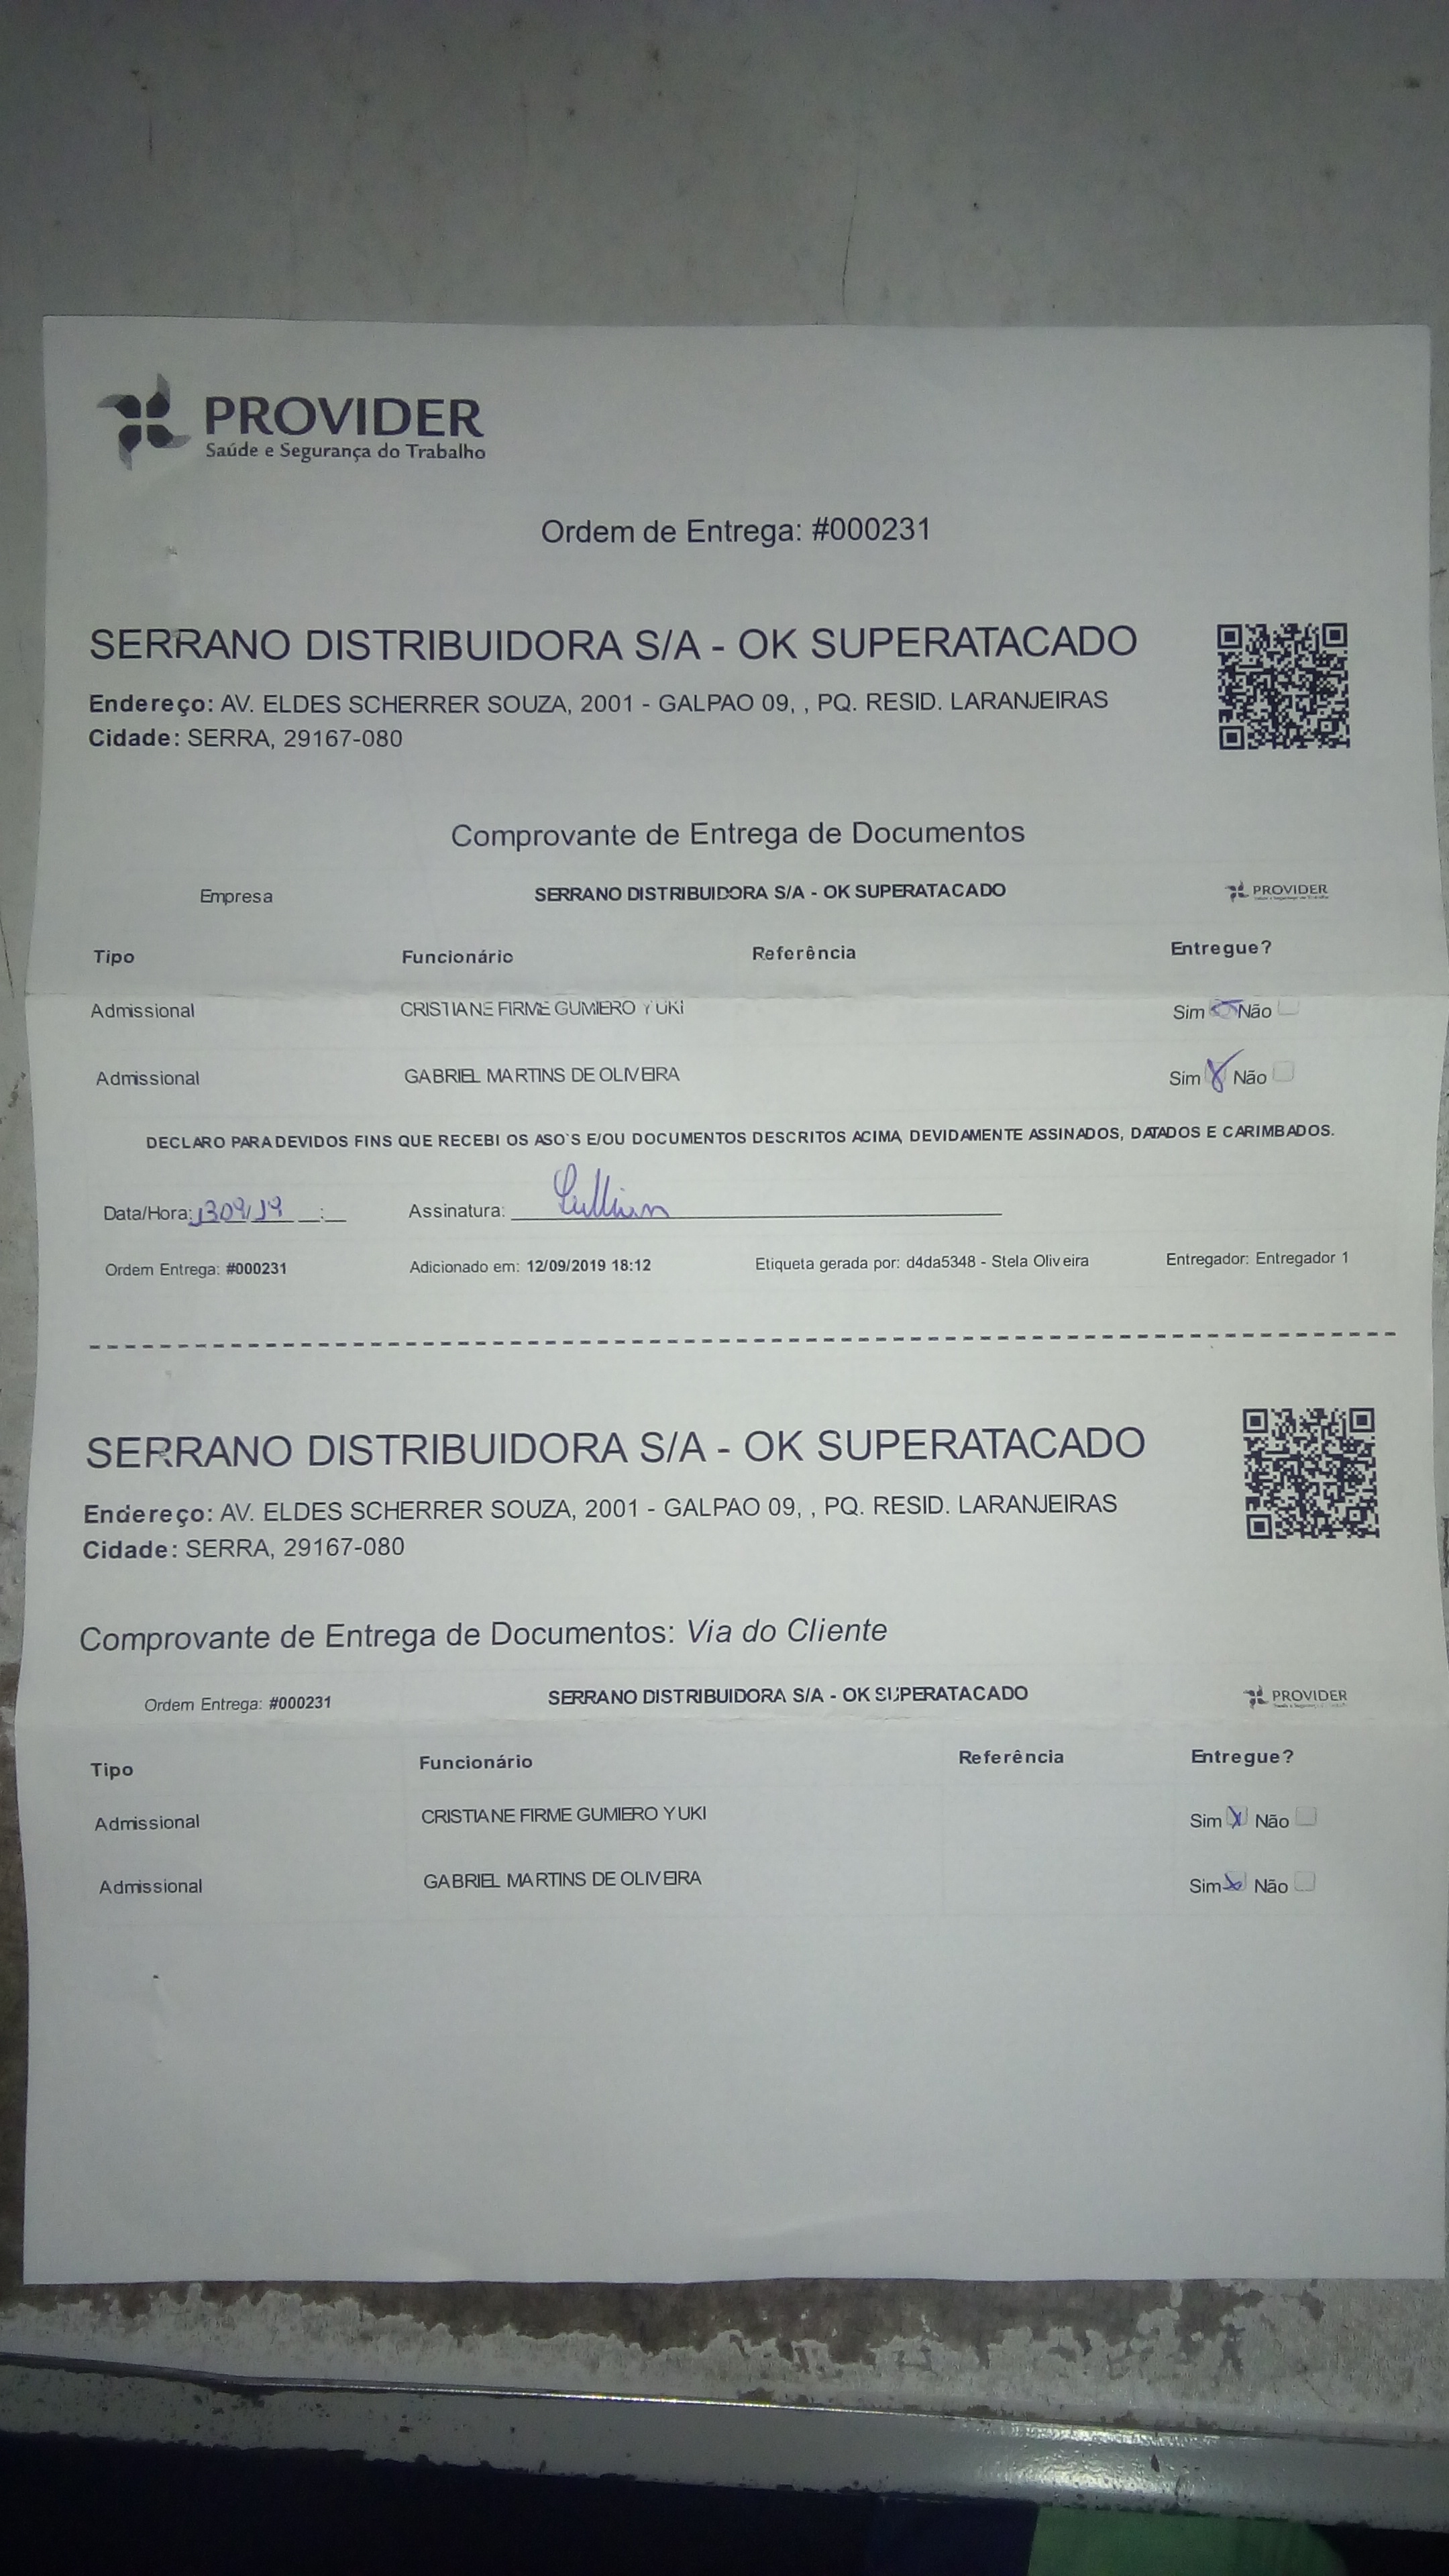 PROVIDER
Saúde e Segurança do Trabalho
Ordem de Entrega: #000231
SERRANO DISTRIBUIDORA S/A - OK SUPERATACADO
Endereço: AV. ELDES SCHERRER SOUZA, 2001 - GALPAO 09, , PQ. RESID. LARANJEIRAS
Cidade: SERRA, 29167-080
Comprovante de Entrega de Documentos
Empresa SERRANO DISTRIBUIDORA S/A - OK SUPERATACADO PROVIDER
Tipo Funcionário Referência Entregue?
Admissional CRISTIANE FIRME GUMIERO YUKI Sim Não
Admissional GABRIEL MARTINS DE OLIVEIRA Sim X Não
DECLARO PARA DEVIDOS FINS QUE RECEBI OS ASO`S E/OU DOCUMENTOS DESCRITOS ACIMA, DEVIDAMENTE ASSINADOS, DATADOS E CARIMBADOS.
Data/Hora: 1309/19 __:__ Assinatura:
Ordem Entrega: #000231 Adicionado em: 12/09/2019 18:12 Etiqueta gerada por: d4da5348 - Stela Oliveira Entregador: Entregador 1
SERRANO DISTRIBUIDORA S/A - OK SUPERATACADO
Endereço: AV. ELDES SCHERRER SOUZA, 2001 - GALPAO 09, , PQ. RESID. LARANJEIRAS
Cidade: SERRA, 29167-080
Comprovante de Entrega de Documentos: Via do Cliente
Ordem Entrega: #000231 SERRANO DISTRIBUIDORA S/A - OK SUPERATACADO PROVIDER
Tipo Funcionário Referência Entregue?
Admissional CRISTIANE FIRME GUMIERO YUKI Sim X Não
Admissional GABRIEL MARTINS DE OLIVEIRA Sim X Não